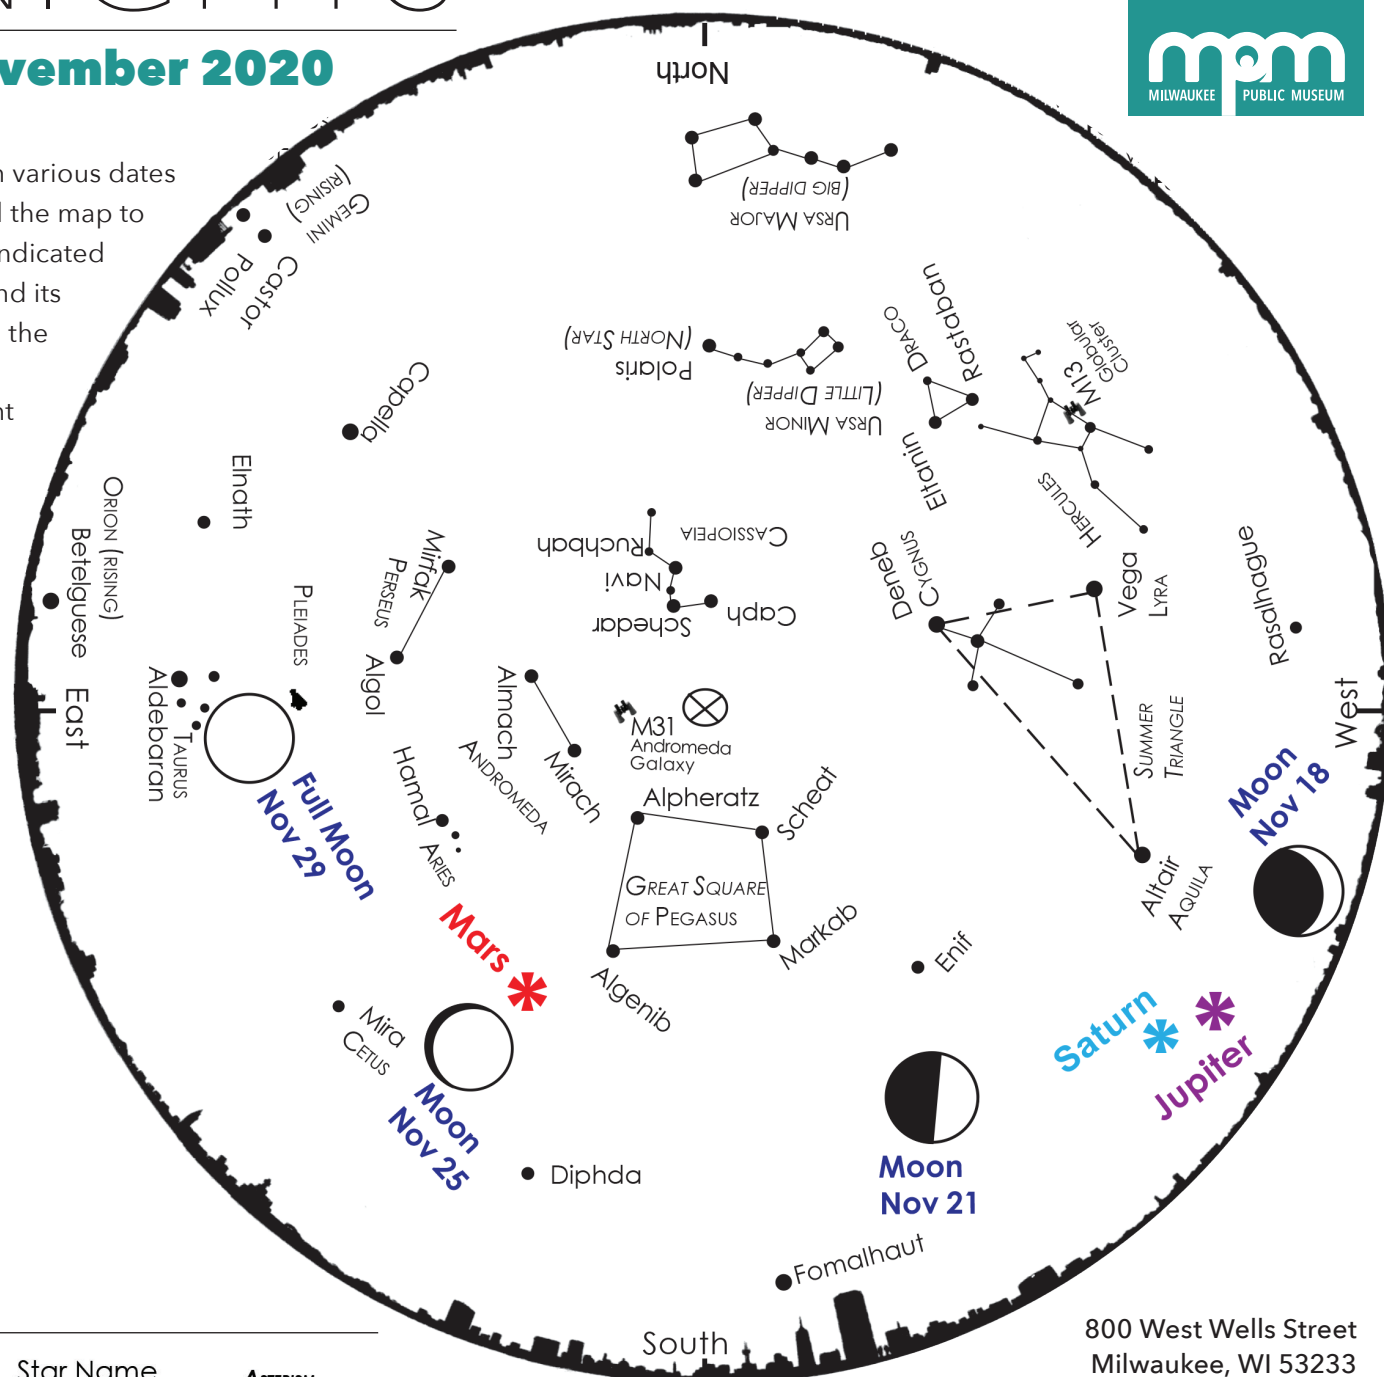 vember 2020
mpm
MILWAUKEE PUBLIC MUSEUM
n various dates
the map to
ndicated
nd its
the
nt
North
URSA MAJOR
(BIG DIPPER)
GEMINI
(RISING)
Castor
Pollux
Polaris
(NORTH STAR)
URSA MINOR
(LITTLE DIPPER)
DRACO
Rastaban
Eltanin
M13
Globular
Cluster
HERCULES
Capella
Elnath
ORION (RISING)
Betelguese
PLEIADES
Mirfak
PERSEUS
Algol
CASSIOPEIA
Ruchbah
Navi
Schedar
Caph
Deneb
CYGNUS
Vega
LYRA
Rasalhague
East
Aldebaran
TAURUS
Full Moon
Nov 29
Almach
Mirach
ANDROMEDA
M31
Andromeda
Galaxy
SUMMER
TRIANGLE
West
Moon
Nov 18
Hamal
ARIES
Alpheratz
Scheat
GREAT SQUARE
OF PEGASUS
Algenib
Markab
Altair
AQUILA
Enif
Mars
Mira
CETUS
Moon
Nov 25
Saturn
Jupiter
Moon
Nov 21
Diphda
Fomalhaut
South
800 West Wells Street
Milwaukee, WI 53233
Star Name
ASTERISM